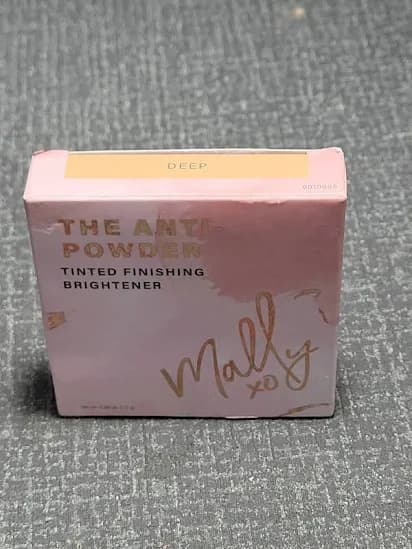 DEEP
THE ANTI
POWDER
TINTED FINISHING
BRIGHTENER
Mally
xo